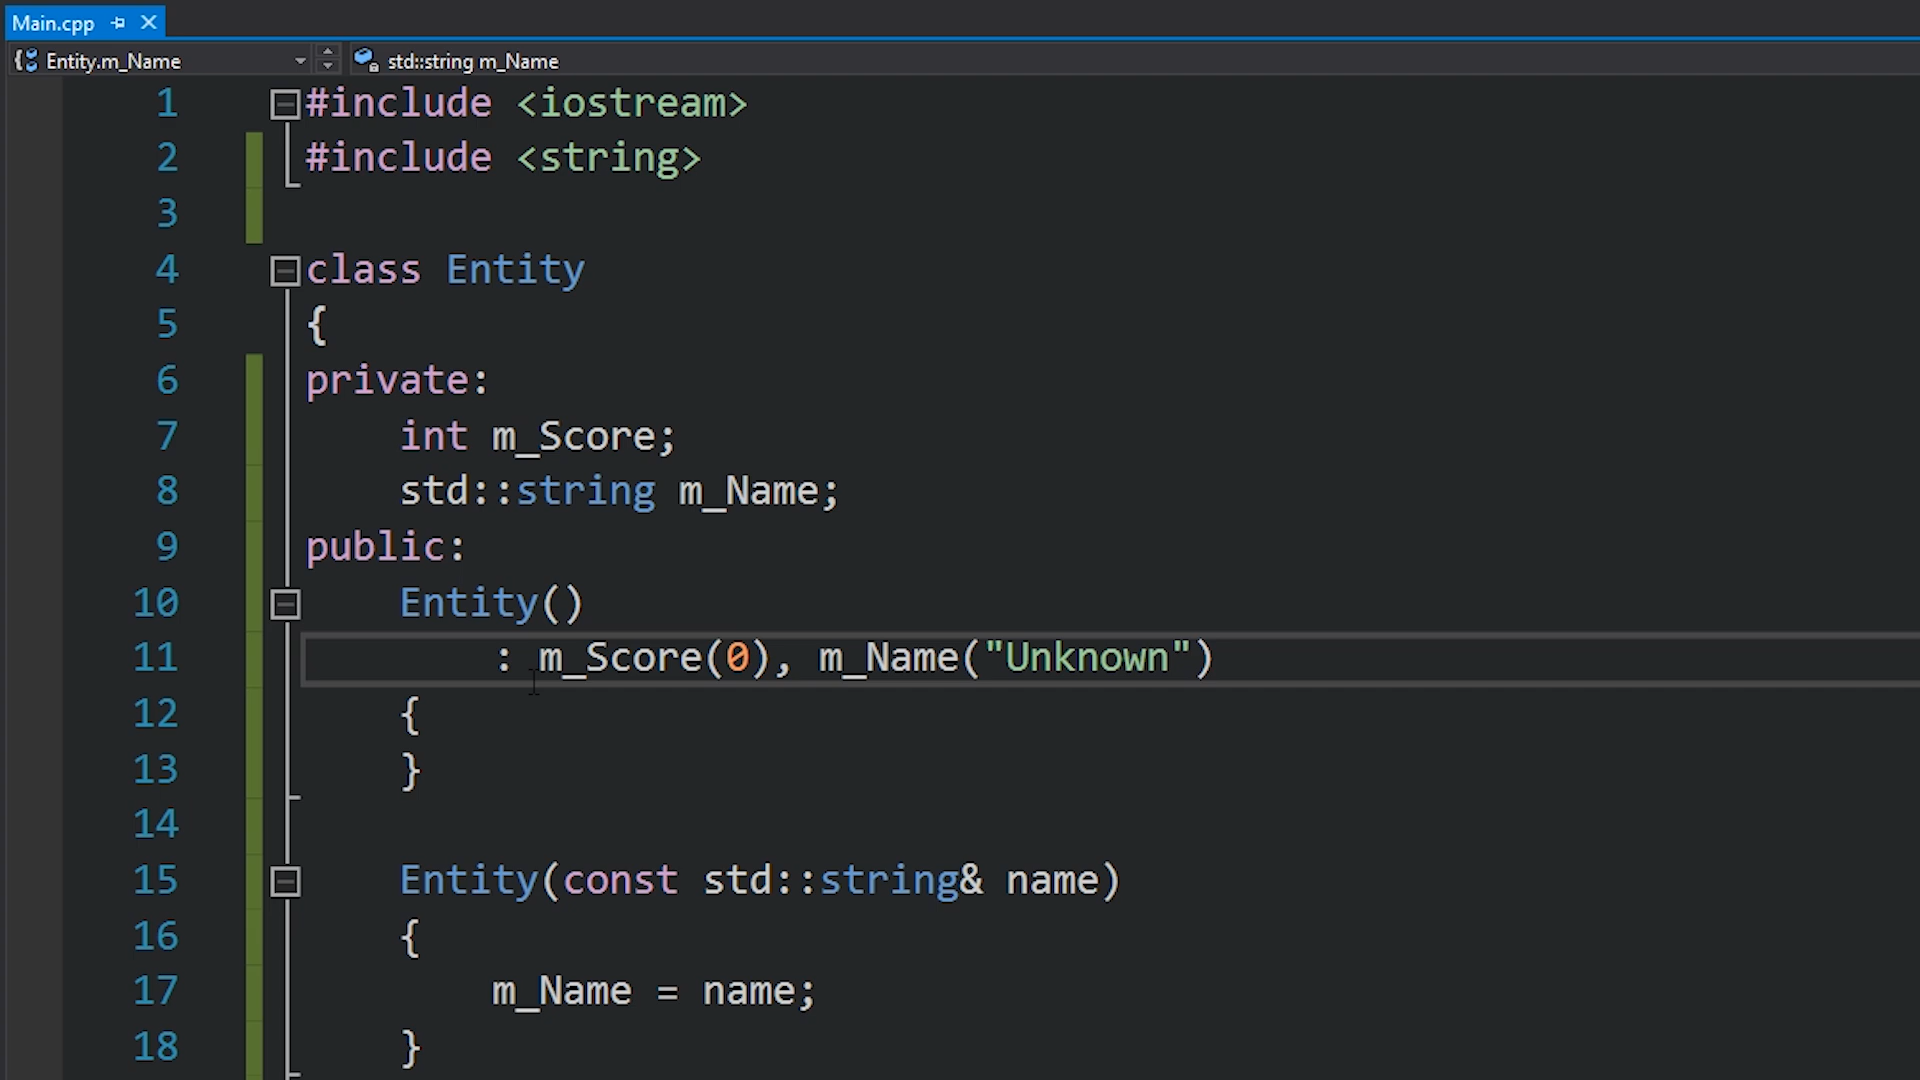 Main.cpp
Entity.m_Name std::string m_Name
1 #include <iostream>
2 #include <string>
3
4 class Entity
5 {
6 private:
7 int m_Score;
8 std::string m_Name;
9 public:
10 Entity()
11 : m_Score(0), m_Name("Unknown")
12 {
13 }
14
15 Entity(const std::string& name)
16 {
17 m_Name = name;
18 }